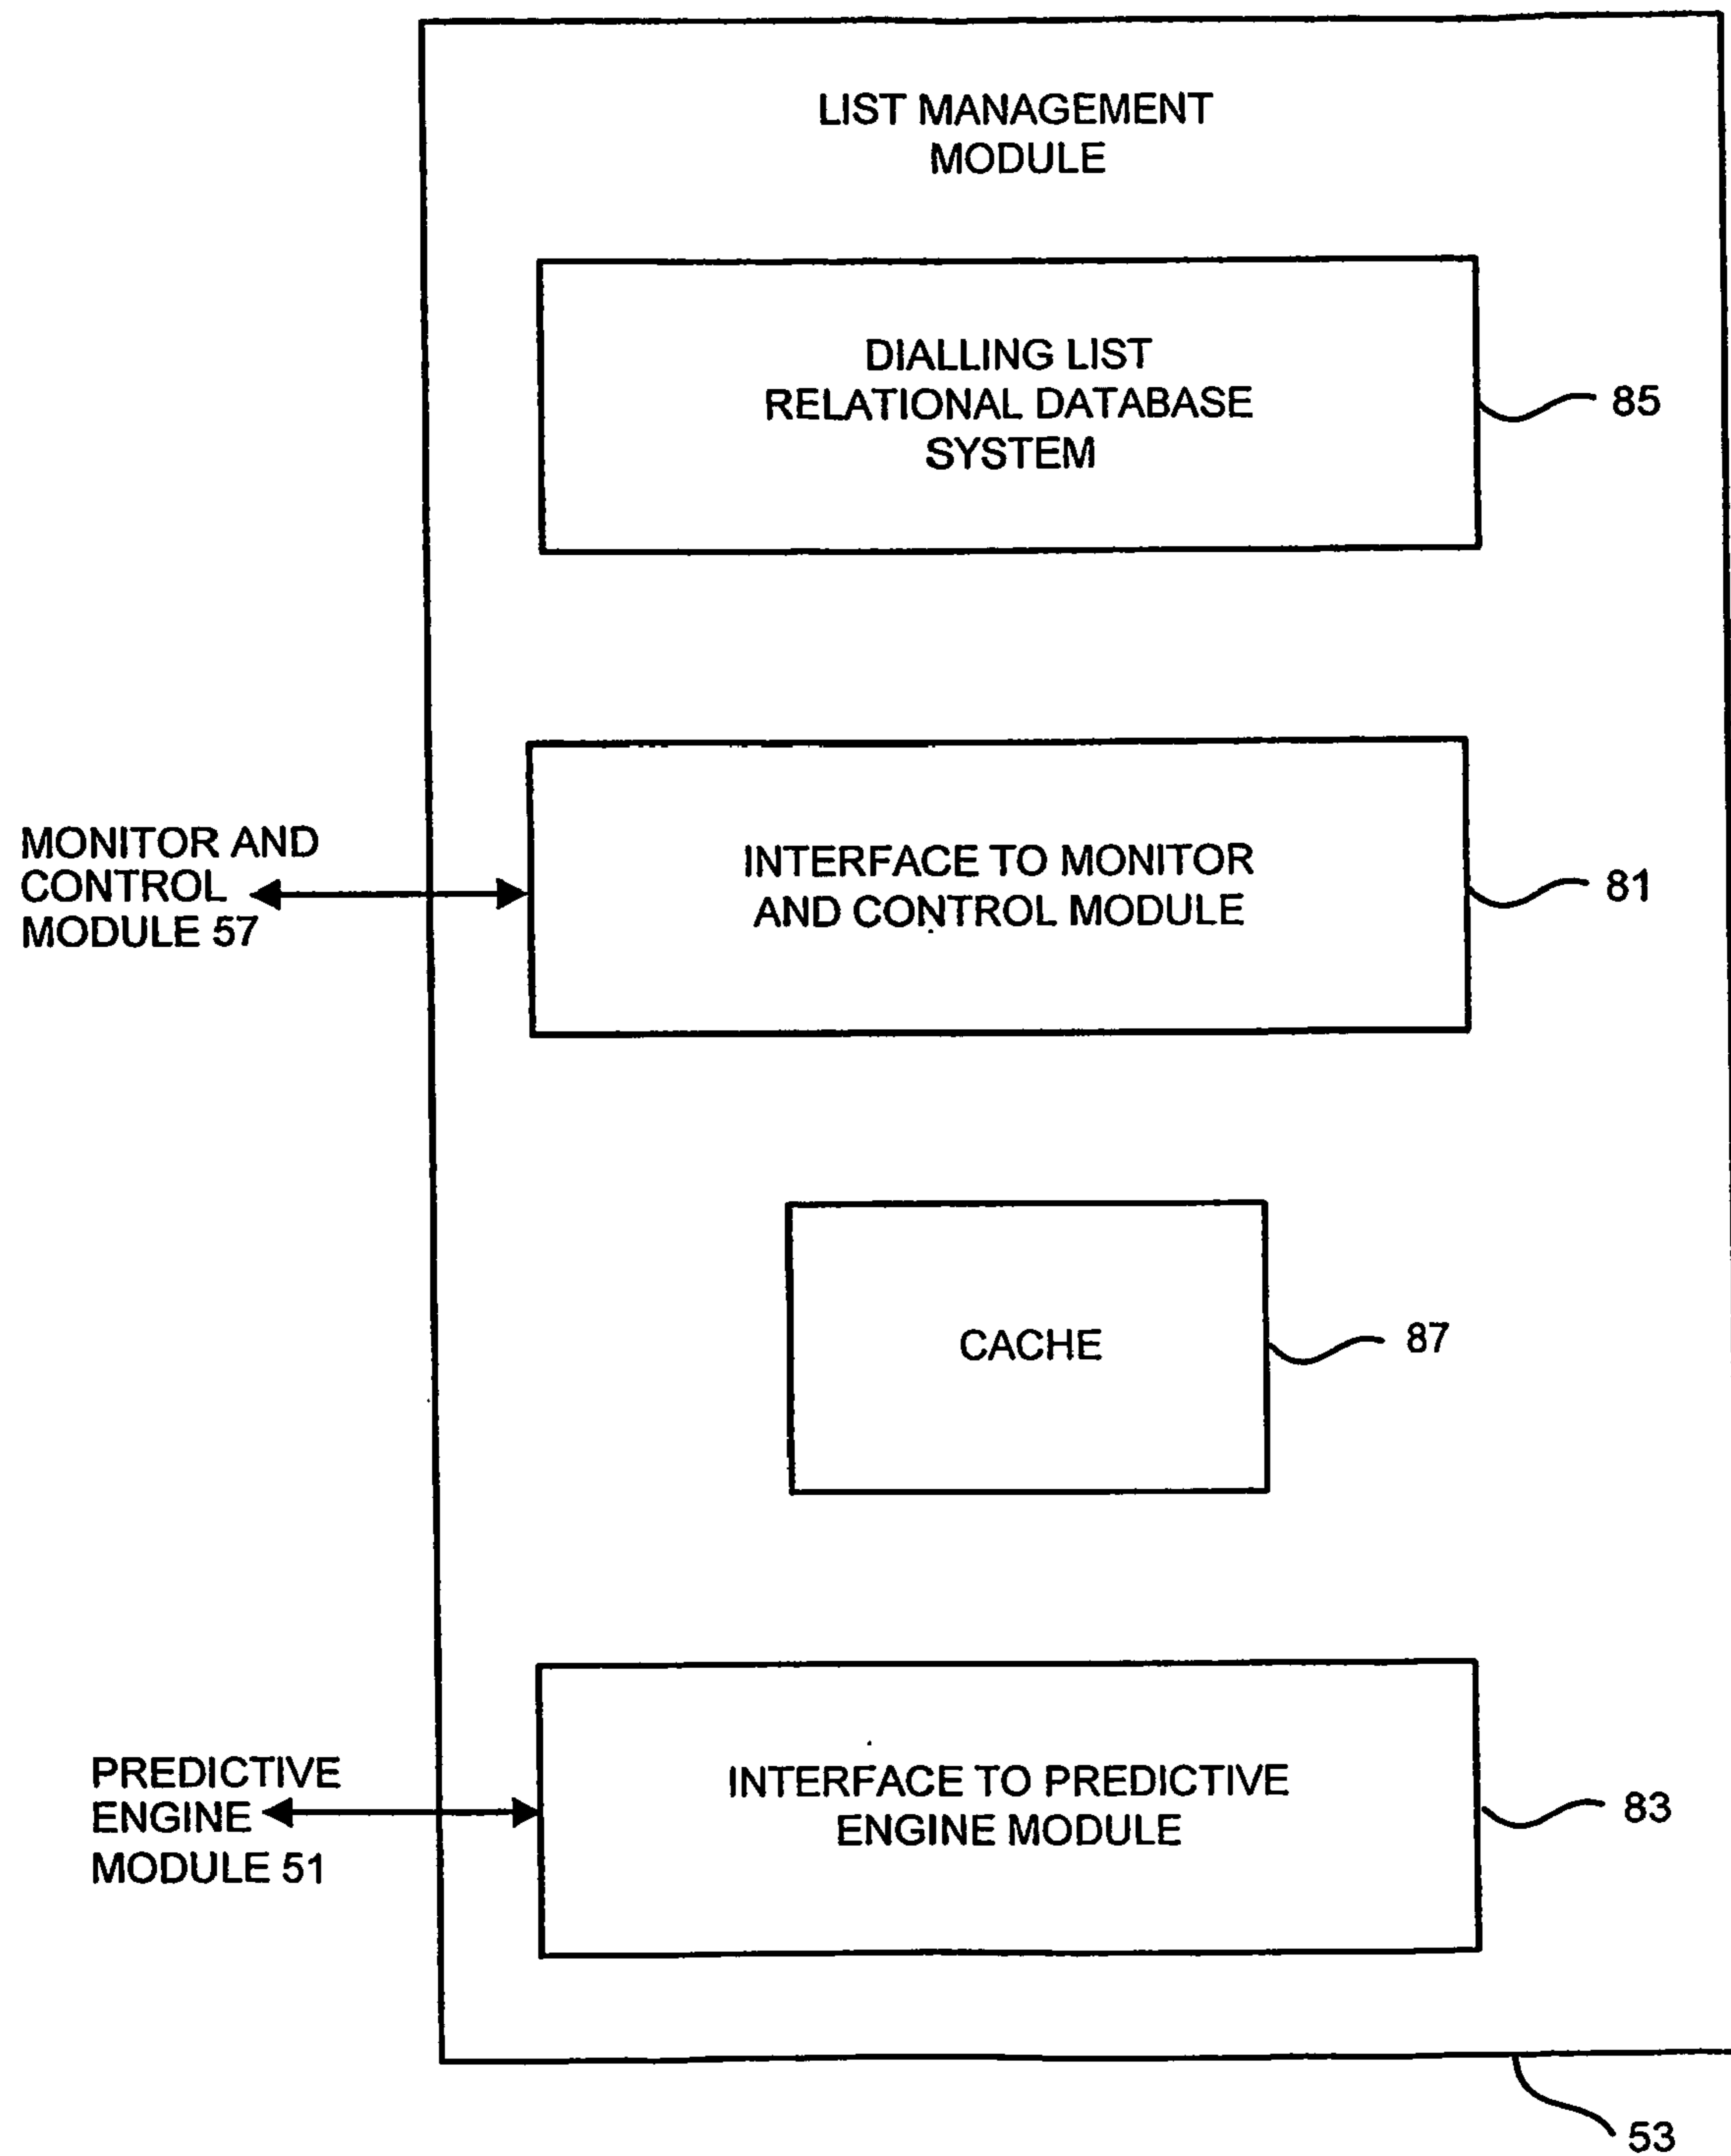 LIST MANAGEMENT
MODULE
DIALLING LIST
RELATIONAL DATABASE
SYSTEM
85
MONITOR AND
CONTROL
MODULE 57
INTERFACE TO MONITOR
AND CONTROL MODULE
81
CACHE
87
PREDICTIVE
ENGINE
MODULE 51
INTERFACE TO PREDICTIVE
ENGINE MODULE
83
53